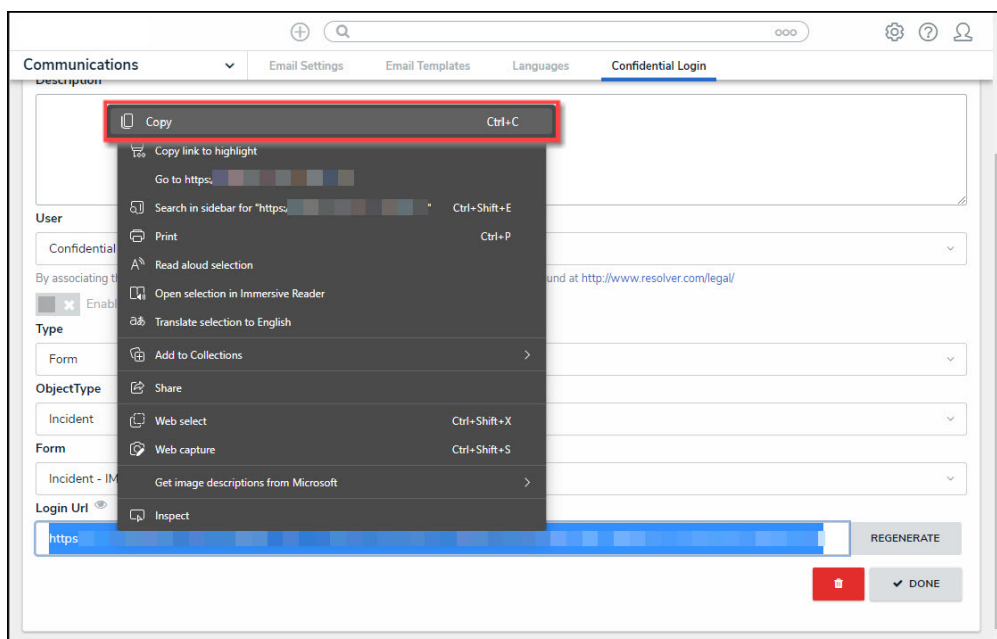 ooo
Communications Email Settings Email Templates Languages Confidential Login
Description
Copy Ctrl+C
Copy link to highlight
Go to https:/
Search in sidebar for "https:/ " Ctrl+Shift+E
User
Print Ctrl+P
Confidential
Read aloud selection
By associating th und at http://www.resolver.com/legal/
Open selection in Immersive Reader
Enabl
Translate selection to English
Type
Form
Add to Collections
ObjectType
Share
Incident
Web select Ctrl+Shift+X
Form
Web capture Ctrl+Shift+S
Incident - IM
Get image descriptions from Microsoft
Login Url
Inspect
https
REGENERATE
DONE